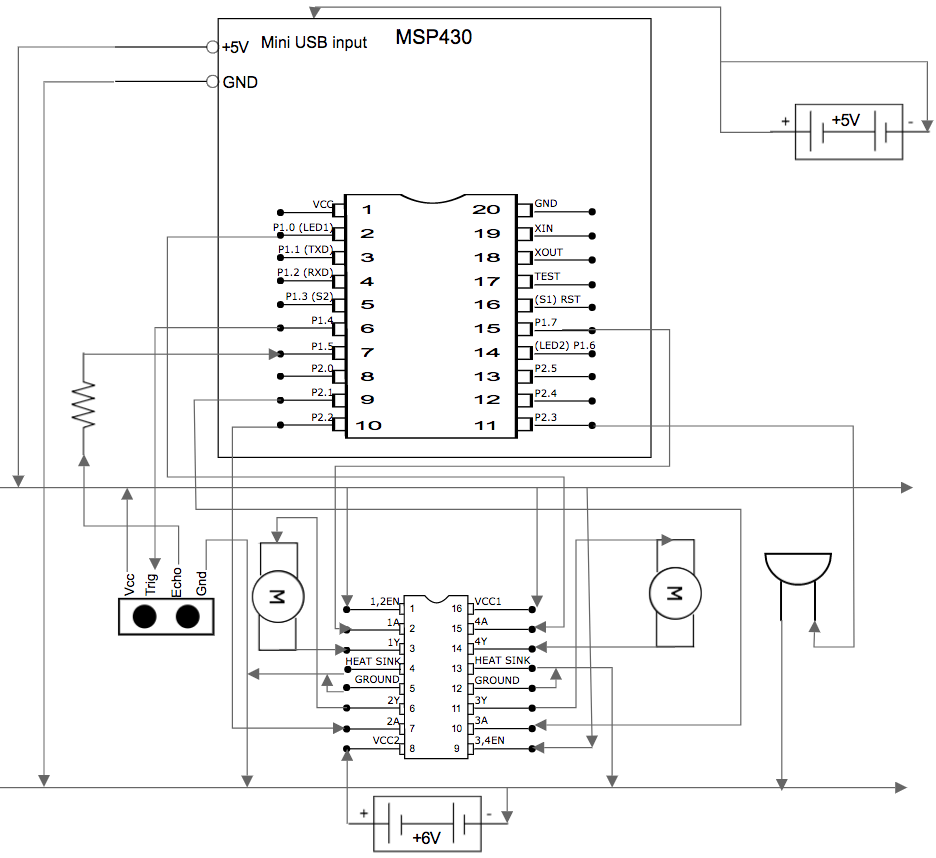 MSP430
Mini USB input
+5V
GND
+ +5V -
VCC 1 20 GND
P1.0 (LED1) 2 19 XIN
P1.1 (TXD) 3 18 XOUT
P1.2 (RXD) 4 17 TEST
P1.3 (S2) 5 16 (S1) RST
P1.4 6 15 P1.7
P1.5 7 14 (LED2) P1.6
P2.0 8 13 P2.5
P2.1 9 12 P2.4
P2.2 10 11 P2.3
Vcc
Trig
Echo
Gnd
M
M
1,2EN 1 16 VCC1
1A 2 15 4A
1Y 3 14 4Y
HEAT SINK 4 13 HEAT SINK
GROUND 5 12 GROUND
2Y 6 11 3Y
2A 7 10 3A
VCC2 8 9 3,4EN
+ +6V -